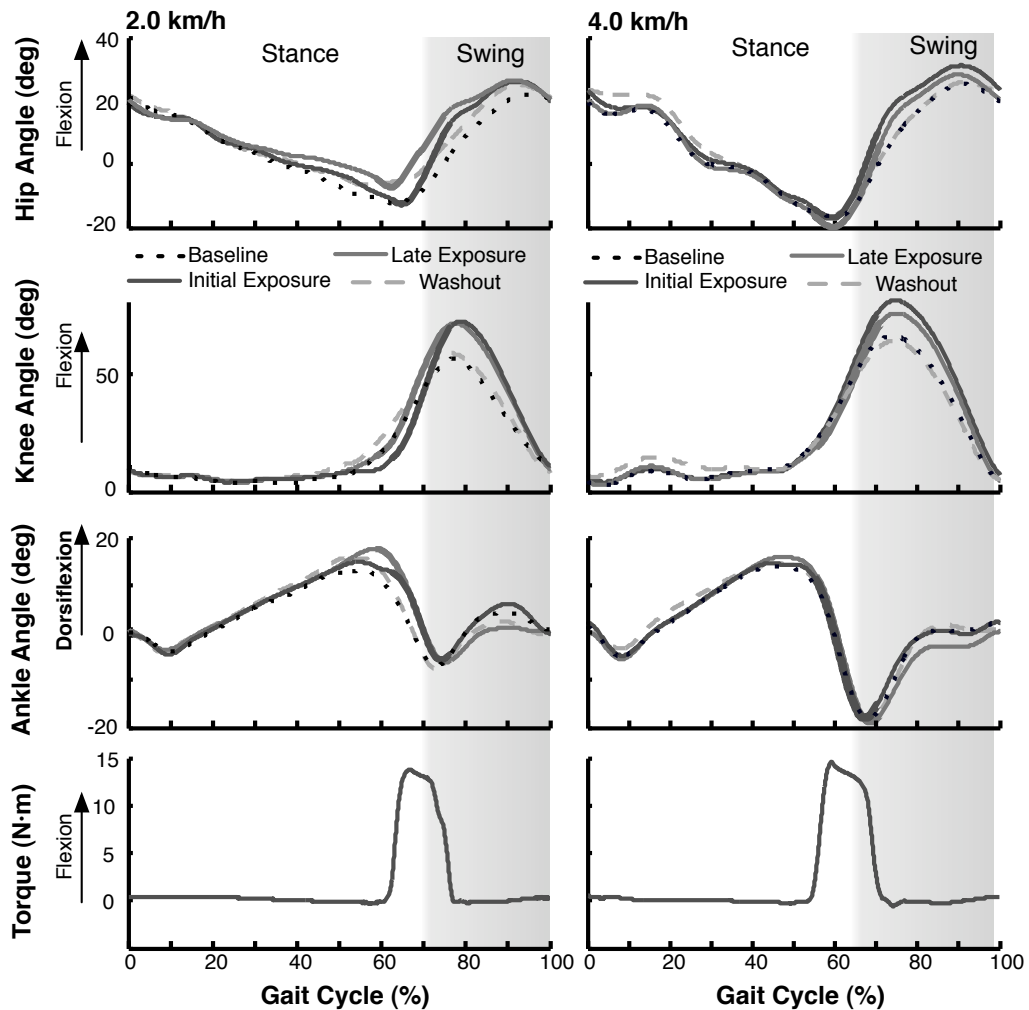 2.0 km/h
4.0 km/h
Hip Angle (deg)
Flexion
40
20
0
-20
Stance
Swing
Stance
Swing
Baseline
Late Exposure
Initial Exposure
Washout
Baseline
Late Exposure
Initial Exposure
Washout
Knee Angle (deg)
Flexion
50
0
Ankle Angle (deg)
Dorsiflexion
20
0
-20
Torque (N·m)
Flexion
15
10
5
0
-5
0 20 40 60 80 100
0 20 40 60 80 100
Gait Cycle (%)
Gait Cycle (%)